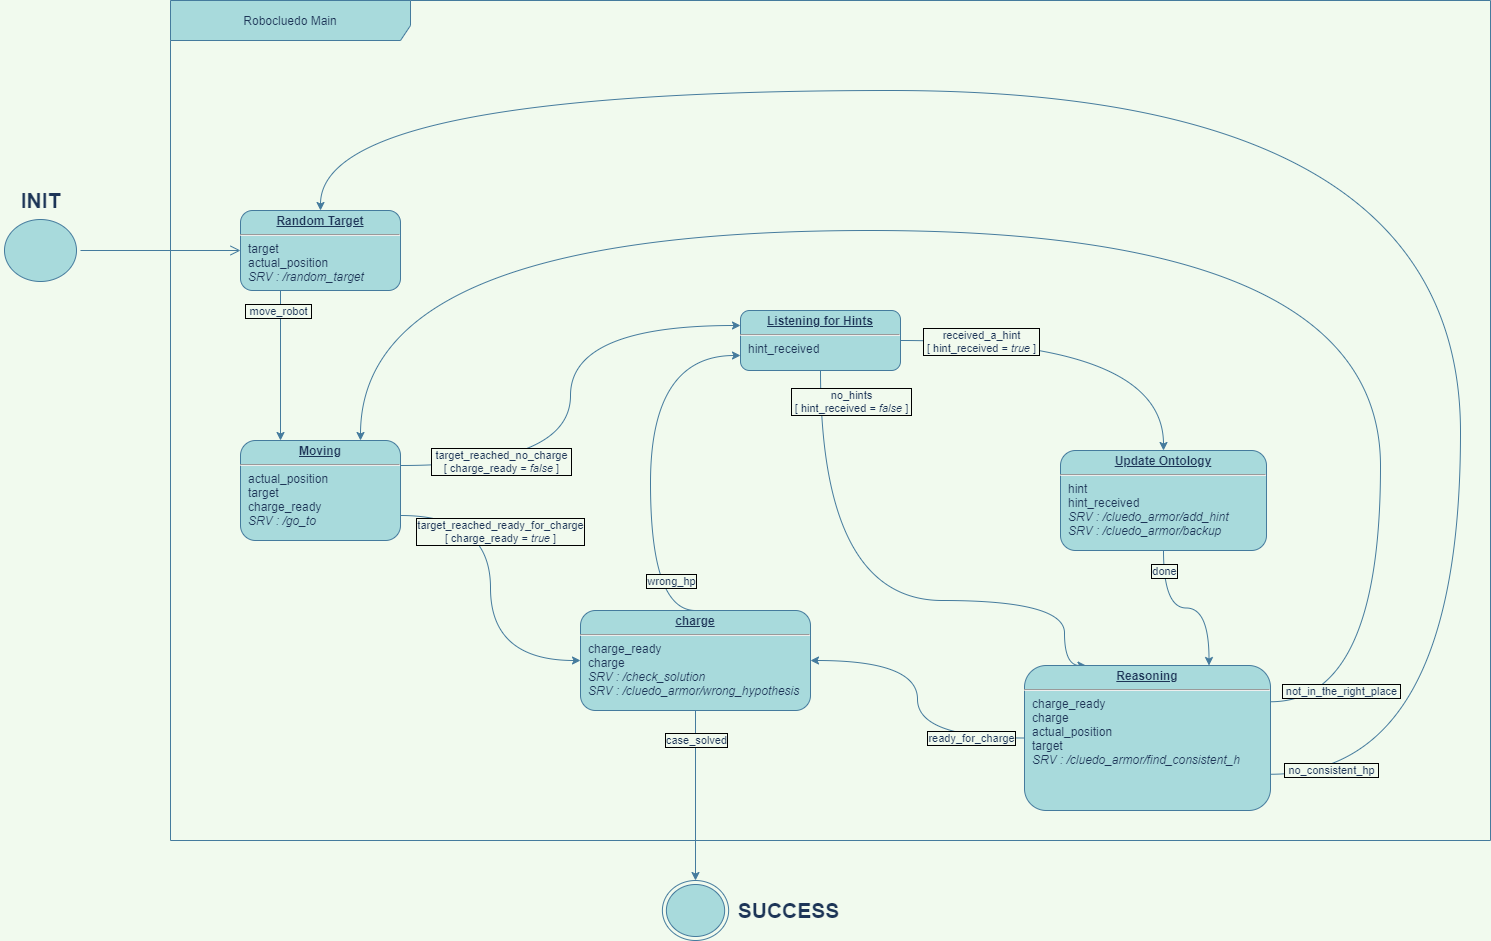 Robocluedo Main
INIT
Random Target
target
actual_position
SRV : /random_target
move_robot
Listening for Hints
hint_received
received_a_hint
[ hint_received = true ]
no_hints
[ hint_received = false ]
Moving
actual_position
target
charge_ready
SRV : /go_to
target_reached_no_charge
[ charge_ready = false ]
target_reached_ready_for_charge
[ charge_ready = true ]
Update Ontology
hint
hint_received
SRV : /cluedo_armor/add_hint
SRV : /cluedo_armor/backup
done
wrong_hp
charge
charge_ready
charge
SRV : /check_solution
SRV : /cluedo_armor/wrong_hypothesis
Reasoning
charge_ready
charge
actual_position
target
SRV : /cluedo_armor/find_consistent_h
not_in_the_right_place
ready_for_charge
case_solved
no_consistent_hp
SUCCESS